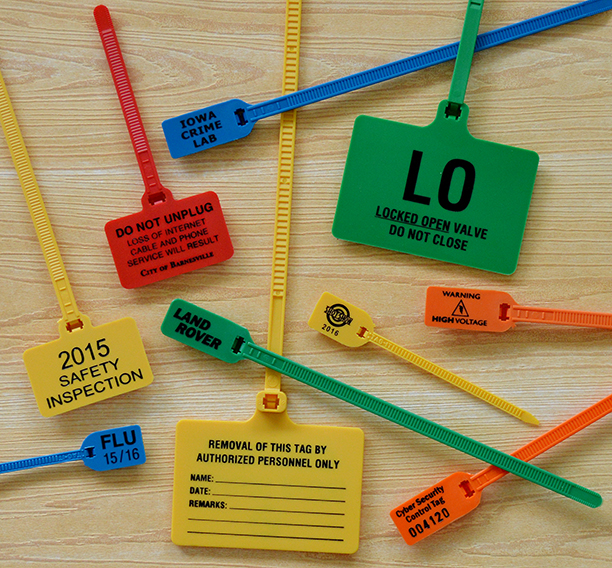 IOWA
CRIME
LAB
LO
LOCKED OPEN VALVE
DO NOT CLOSE
DO NOT UNPLUG
LOSS OF INTERNET
CABLE AND PHONE
SERVICE WILL RESULT
CITY OF BARNESVILLE
WARNING
HIGH VOLTAGE
LAND
ROVER
2016
2015
SAFETY
INSPECTION
FLU
15/16
REMOVAL OF THIS TAG BY
AUTHORIZED PERSONNEL ONLY
NAME:
DATE:
REMARKS:
Cyber Security
Control Tag
004120